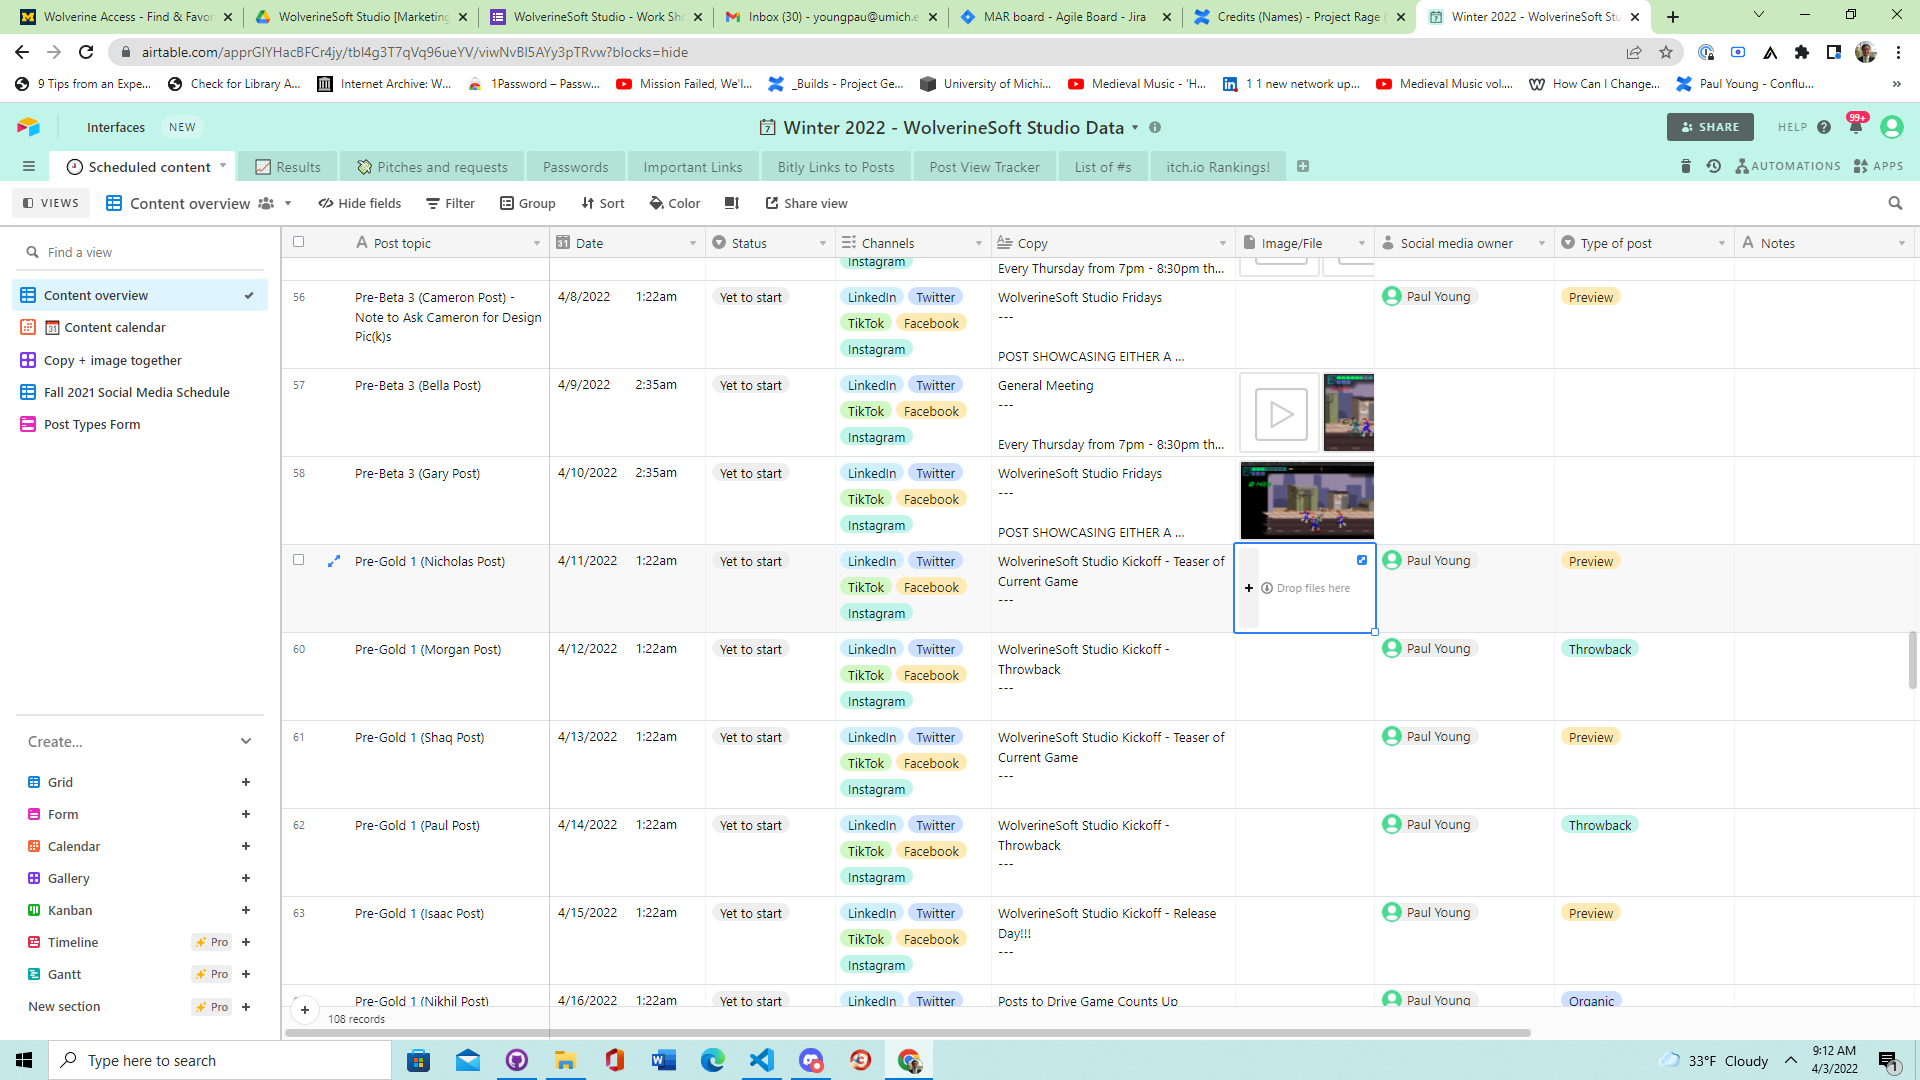 Wolverine Access - Find & Favor
WolverineSoft Studio [Marketing
WolverineSoft Studio - Work Sho
Inbox (30) - youngpau@umich.e
MAR board - Agile Board - Jira
Credits (Names) - Project Rage (
Winter 2022 - WolverineSoft Stu
airtable.com/apprGlYHacBFCr4jy/tbl4g3T7qVq96ueYV/viwNvBl5AYy3pTRvw?blocks=hide
9 Tips from an Expe...
Check for Library A...
Internet Archive: W...
1Password – Passw...
Mission Failed, We'l...
_Builds - Project Ge...
University of Michi...
Medieval Music - 'H...
1 1 new network up...
Medieval Music vol....
How Can I Change...
Paul Young - Conflu...
»
Interfaces NEW
Winter 2022 - WolverineSoft Studio Data
SHARE
HELP
99+
Scheduled content
Results
Pitches and requests
Passwords
Important Links
Bitly Links to Posts
Post View Tracker
List of #s
itch.io Rankings!
AUTOMATIONS
APPS
VIEWS
Content overview
Hide fields
Filter
Group
Sort
Color
Share view
Find a view
Content overview
Content calendar
Copy + image together
Fall 2021 Social Media Schedule
Post Types Form
Create...
Grid
Form
Calendar
Gallery
Kanban
Timeline Pro
Gantt Pro
New section Pro
Post topic Date Status Channels Copy Image/File Social media owner Type of post Notes
Instagram
Every Thursday from 7pm - 8:30pm th...
56
Pre-Beta 3 (Cameron Post) -
Note to Ask Cameron for Design
Pic(k)s
4/8/2022 1:22am
Yet to start
LinkedIn Twitter
TikTok Facebook
Instagram
WolverineSoft Studio Fridays
---
POST SHOWCASING EITHER A ...
Paul Young
Preview
57
Pre-Beta 3 (Bella Post)
4/9/2022 2:35am
Yet to start
LinkedIn Twitter
TikTok Facebook
Instagram
General Meeting
---
Every Thursday from 7pm - 8:30pm th...
58
Pre-Beta 3 (Gary Post)
4/10/2022 2:35am
Yet to start
LinkedIn Twitter
TikTok Facebook
Instagram
WolverineSoft Studio Fridays
---
POST SHOWCASING EITHER A ...
Pre-Gold 1 (Nicholas Post)
4/11/2022 1:22am
Yet to start
LinkedIn Twitter
TikTok Facebook
Instagram
WolverineSoft Studio Kickoff - Teaser of
Current Game
---
Drop files here
Paul Young
Preview
60
Pre-Gold 1 (Morgan Post)
4/12/2022 1:22am
Yet to start
LinkedIn Twitter
TikTok Facebook
Instagram
WolverineSoft Studio Kickoff -
Throwback
---
Paul Young
Throwback
61
Pre-Gold 1 (Shaq Post)
4/13/2022 1:22am
Yet to start
LinkedIn Twitter
TikTok Facebook
Instagram
WolverineSoft Studio Kickoff - Teaser of
Current Game
---
Paul Young
Preview
62
Pre-Gold 1 (Paul Post)
4/14/2022 1:22am
Yet to start
LinkedIn Twitter
TikTok Facebook
Instagram
WolverineSoft Studio Kickoff -
Throwback
---
Paul Young
Throwback
63
Pre-Gold 1 (Isaac Post)
4/15/2022 1:22am
Yet to start
LinkedIn Twitter
TikTok Facebook
Instagram
WolverineSoft Studio Kickoff - Release
Day!!!
---
Paul Young
Preview
Pre-Gold 1 (Nikhil Post)
4/16/2022 1:22am
Yet to start
LinkedIn Twitter
Posts to Drive Game Counts Up
Paul Young
Organic
108 records
Type here to search
33°F Cloudy
9:12 AM
4/3/2022
1